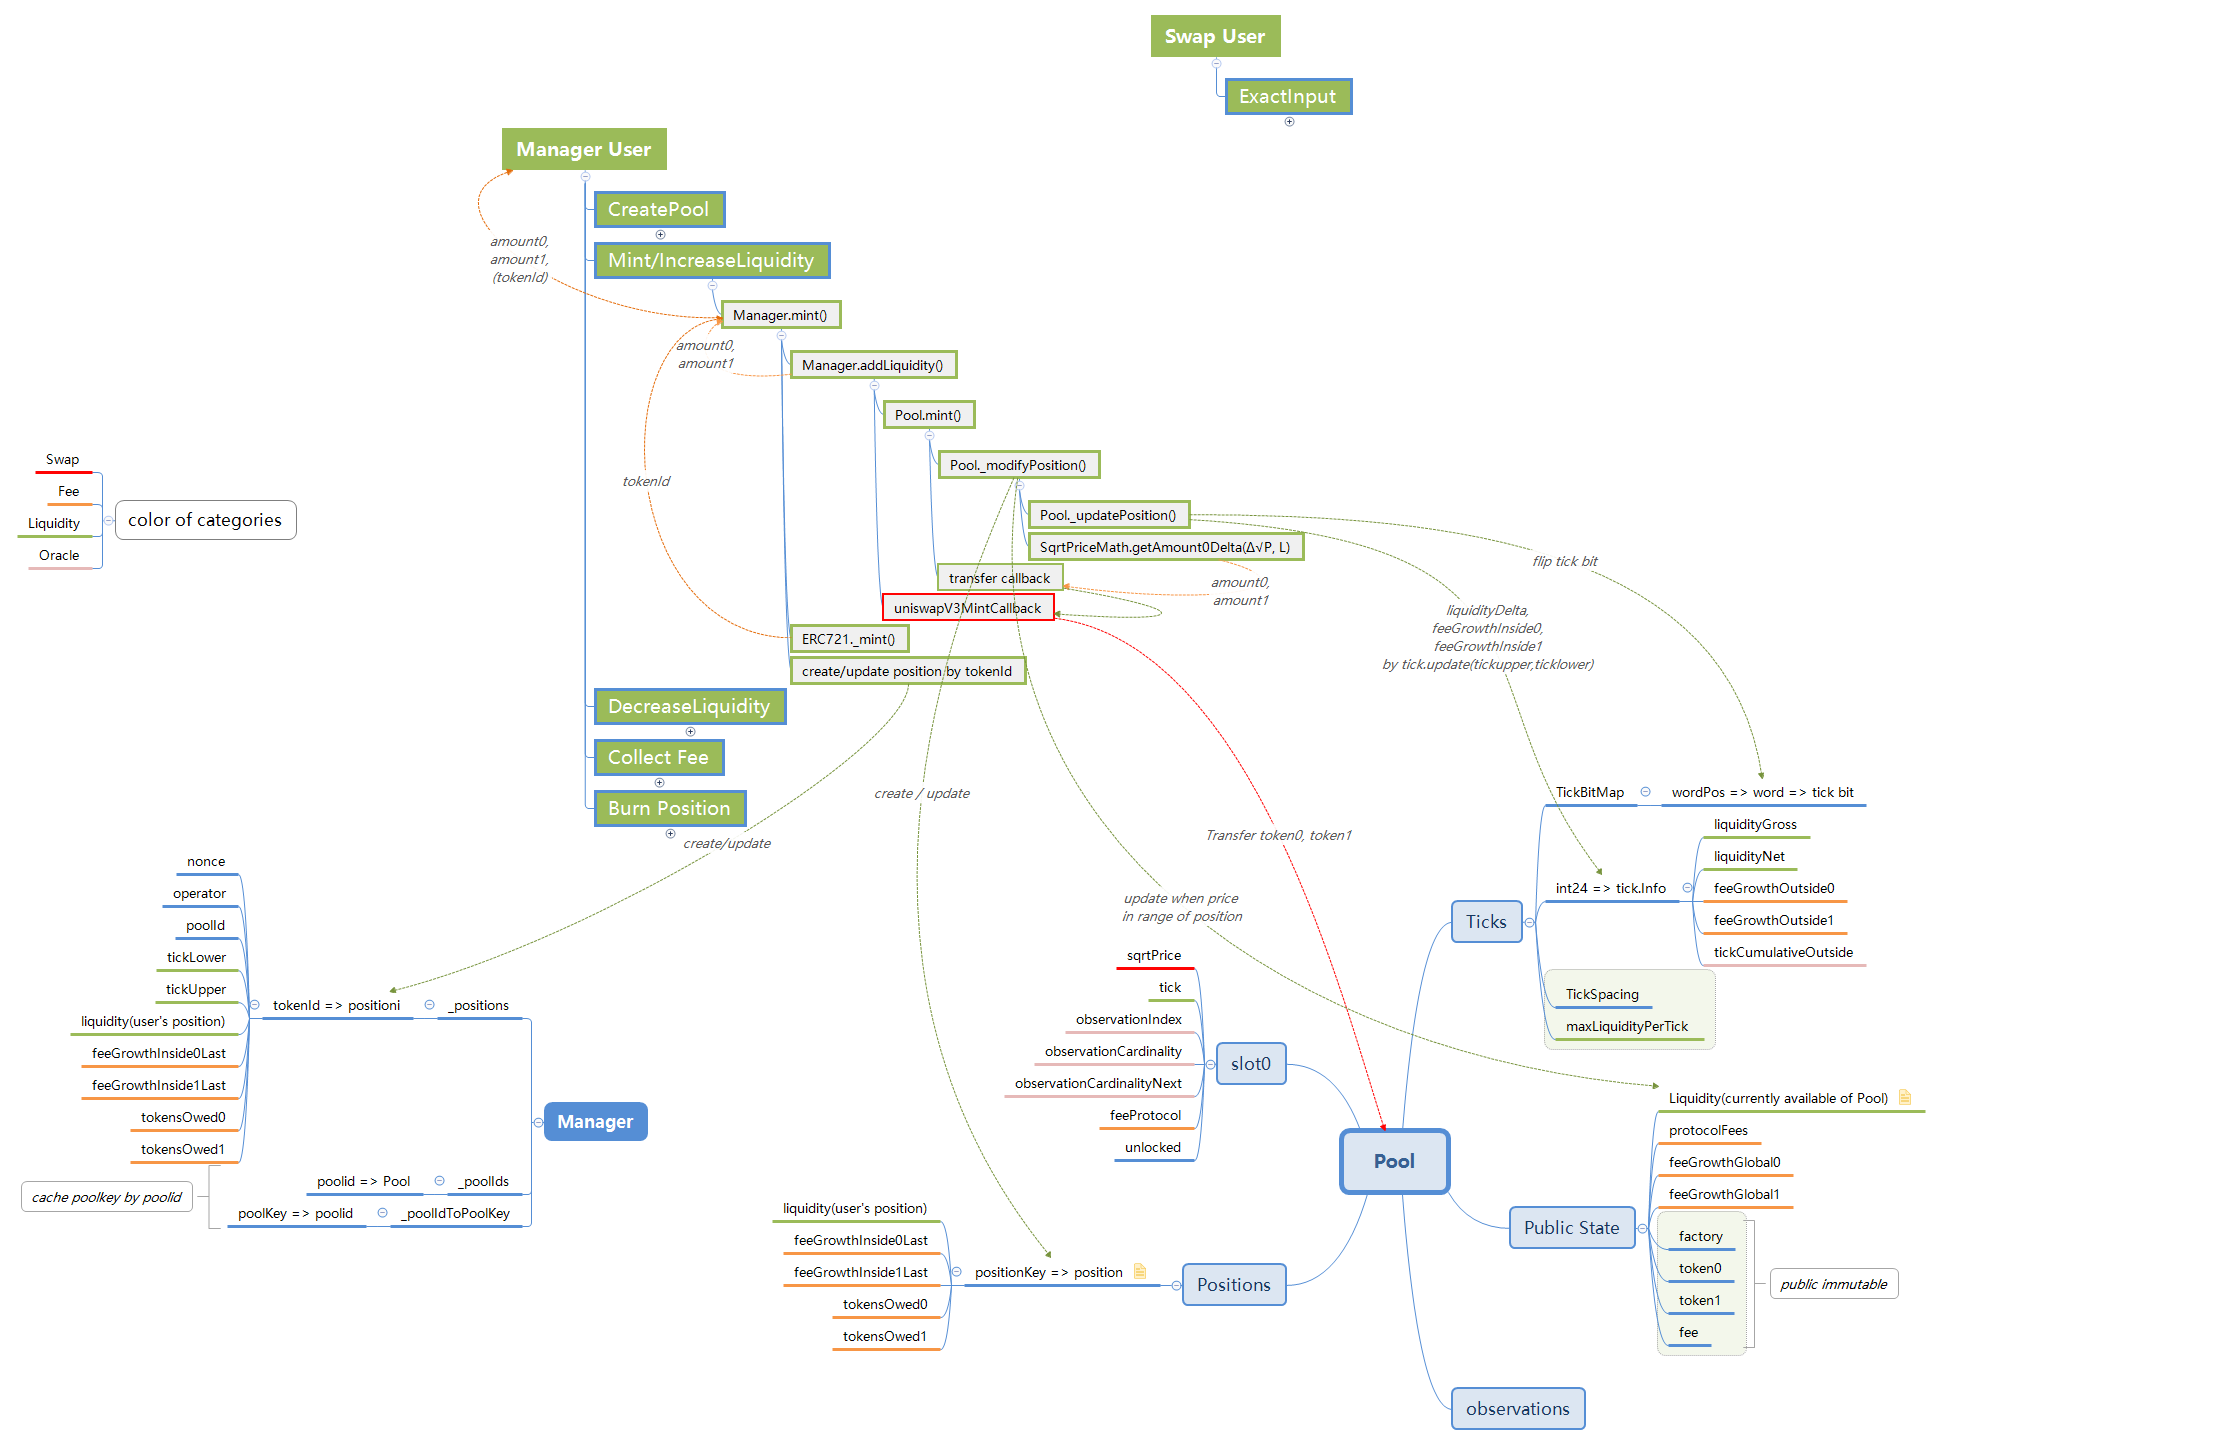 Swap User
ExactInput
Manager User
CreatePool
amount0,
amount1,
(tokenId)
Mint/IncreaseLiquidity
Manager.mint()
amount0,
amount1
Manager.addLiquidity()
Pool.mint()
Pool._modifyPosition()
tokenId
Pool._updatePosition()
SqrtPriceMath.getAmount0Delta(Δ√P, L)
flip tick bit
transfer callback
amount0,
amount1
uniswapV3MintCallback
liquidityDelta,
feeGrowthInside0,
feeGrowthInside1
by tick.update(tickupper,ticklower)
ERC721._mint()
create/update position by tokenId
DecreaseLiquidity
Collect Fee
Burn Position
Swap
Fee
Liquidity
Oracle
color of categories
create / update
create/update
Transfer token0, token1
update when price
in range of position
nonce
operator
poolId
tickLower
tickUpper
liquidity(user's position)
feeGrowthInside0Last
feeGrowthInside1Last
tokensOwed0
tokensOwed1
tokenId => positioni
_positions
Manager
poolid => Pool
_poolIds
cache poolkey by poolid
poolKey => poolid
_poolIdToPoolKey
sqrtPrice
tick
observationIndex
observationCardinality
observationCardinalityNext
feeProtocol
unlocked
slot0
Pool
liquidity(user's position)
feeGrowthInside0Last
feeGrowthInside1Last
tokensOwed0
tokensOwed1
positionKey => position
Positions
TickBitMap
wordPos => word => tick bit
liquidityGross
liquidityNet
int24 => tick.Info
feeGrowthOutside0
feeGrowthOutside1
tickCumulativeOutside
Ticks
TickSpacing
maxLiquidityPerTick
Liquidity(currently available of Pool)
protocolFees
feeGrowthGlobal0
feeGrowthGlobal1
Public State
factory
token0
token1
fee
public immutable
observations